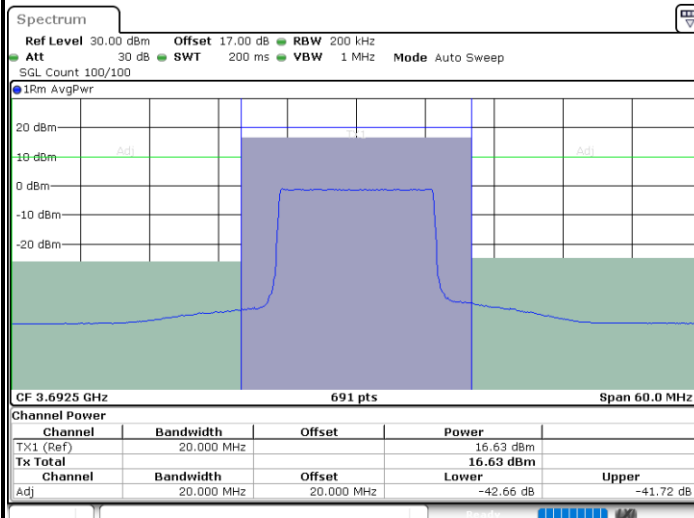 Spectrum
Ref Level 30.00 dBm Offset 17.00 dB RBW 200 kHz
Att 30 dB SWT 200 ms VBW 1 MHz Mode Auto Sweep
SGL Count 100/100
1Rm AvgPwr
20 dBm
TX1
10 dBm
Adj
Adj
0 dBm
-10 dBm
-20 dBm
CF 3.6925 GHz 691 pts Span 60.0 MHz
Channel Power
Channel Bandwidth Offset Power
TX1 (Ref) 20.000 MHz 16.63 dBm
Tx Total 16.63 dBm
Channel Bandwidth Offset Lower Upper
Adj 20.000 MHz 20.000 MHz -42.66 dB -41.72 dB
Ready